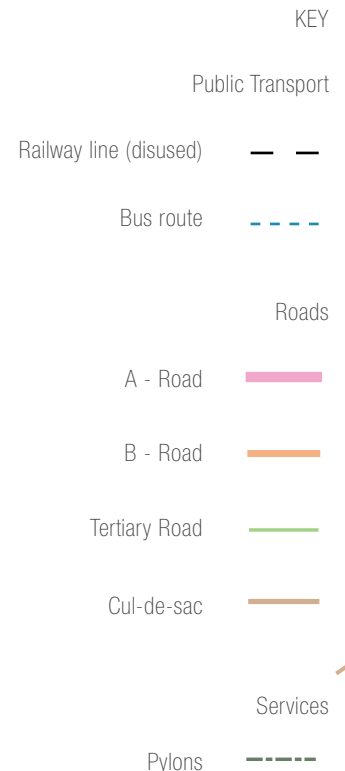 KEY
Public Transport
Railway line (disused)
Bus route
Roads
A - Road
B - Road
Tertiary Road
Cul-de-sac
Services
Pylons